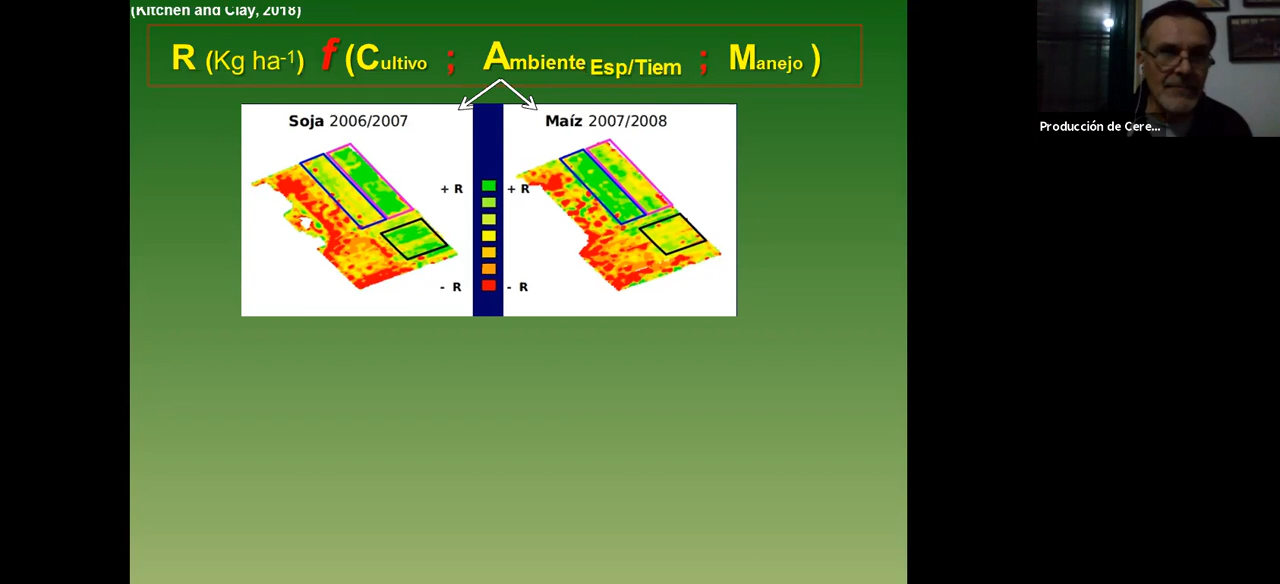 (Kitchen and Clay, 2018)
R (Kg ha-1) f (Cultivo ; Ambiente Esp/Tiem ; Manejo )
Soja 2006/2007
Maíz 2007/2008
+ R
+ R
- R
- R
Producción de Cere...